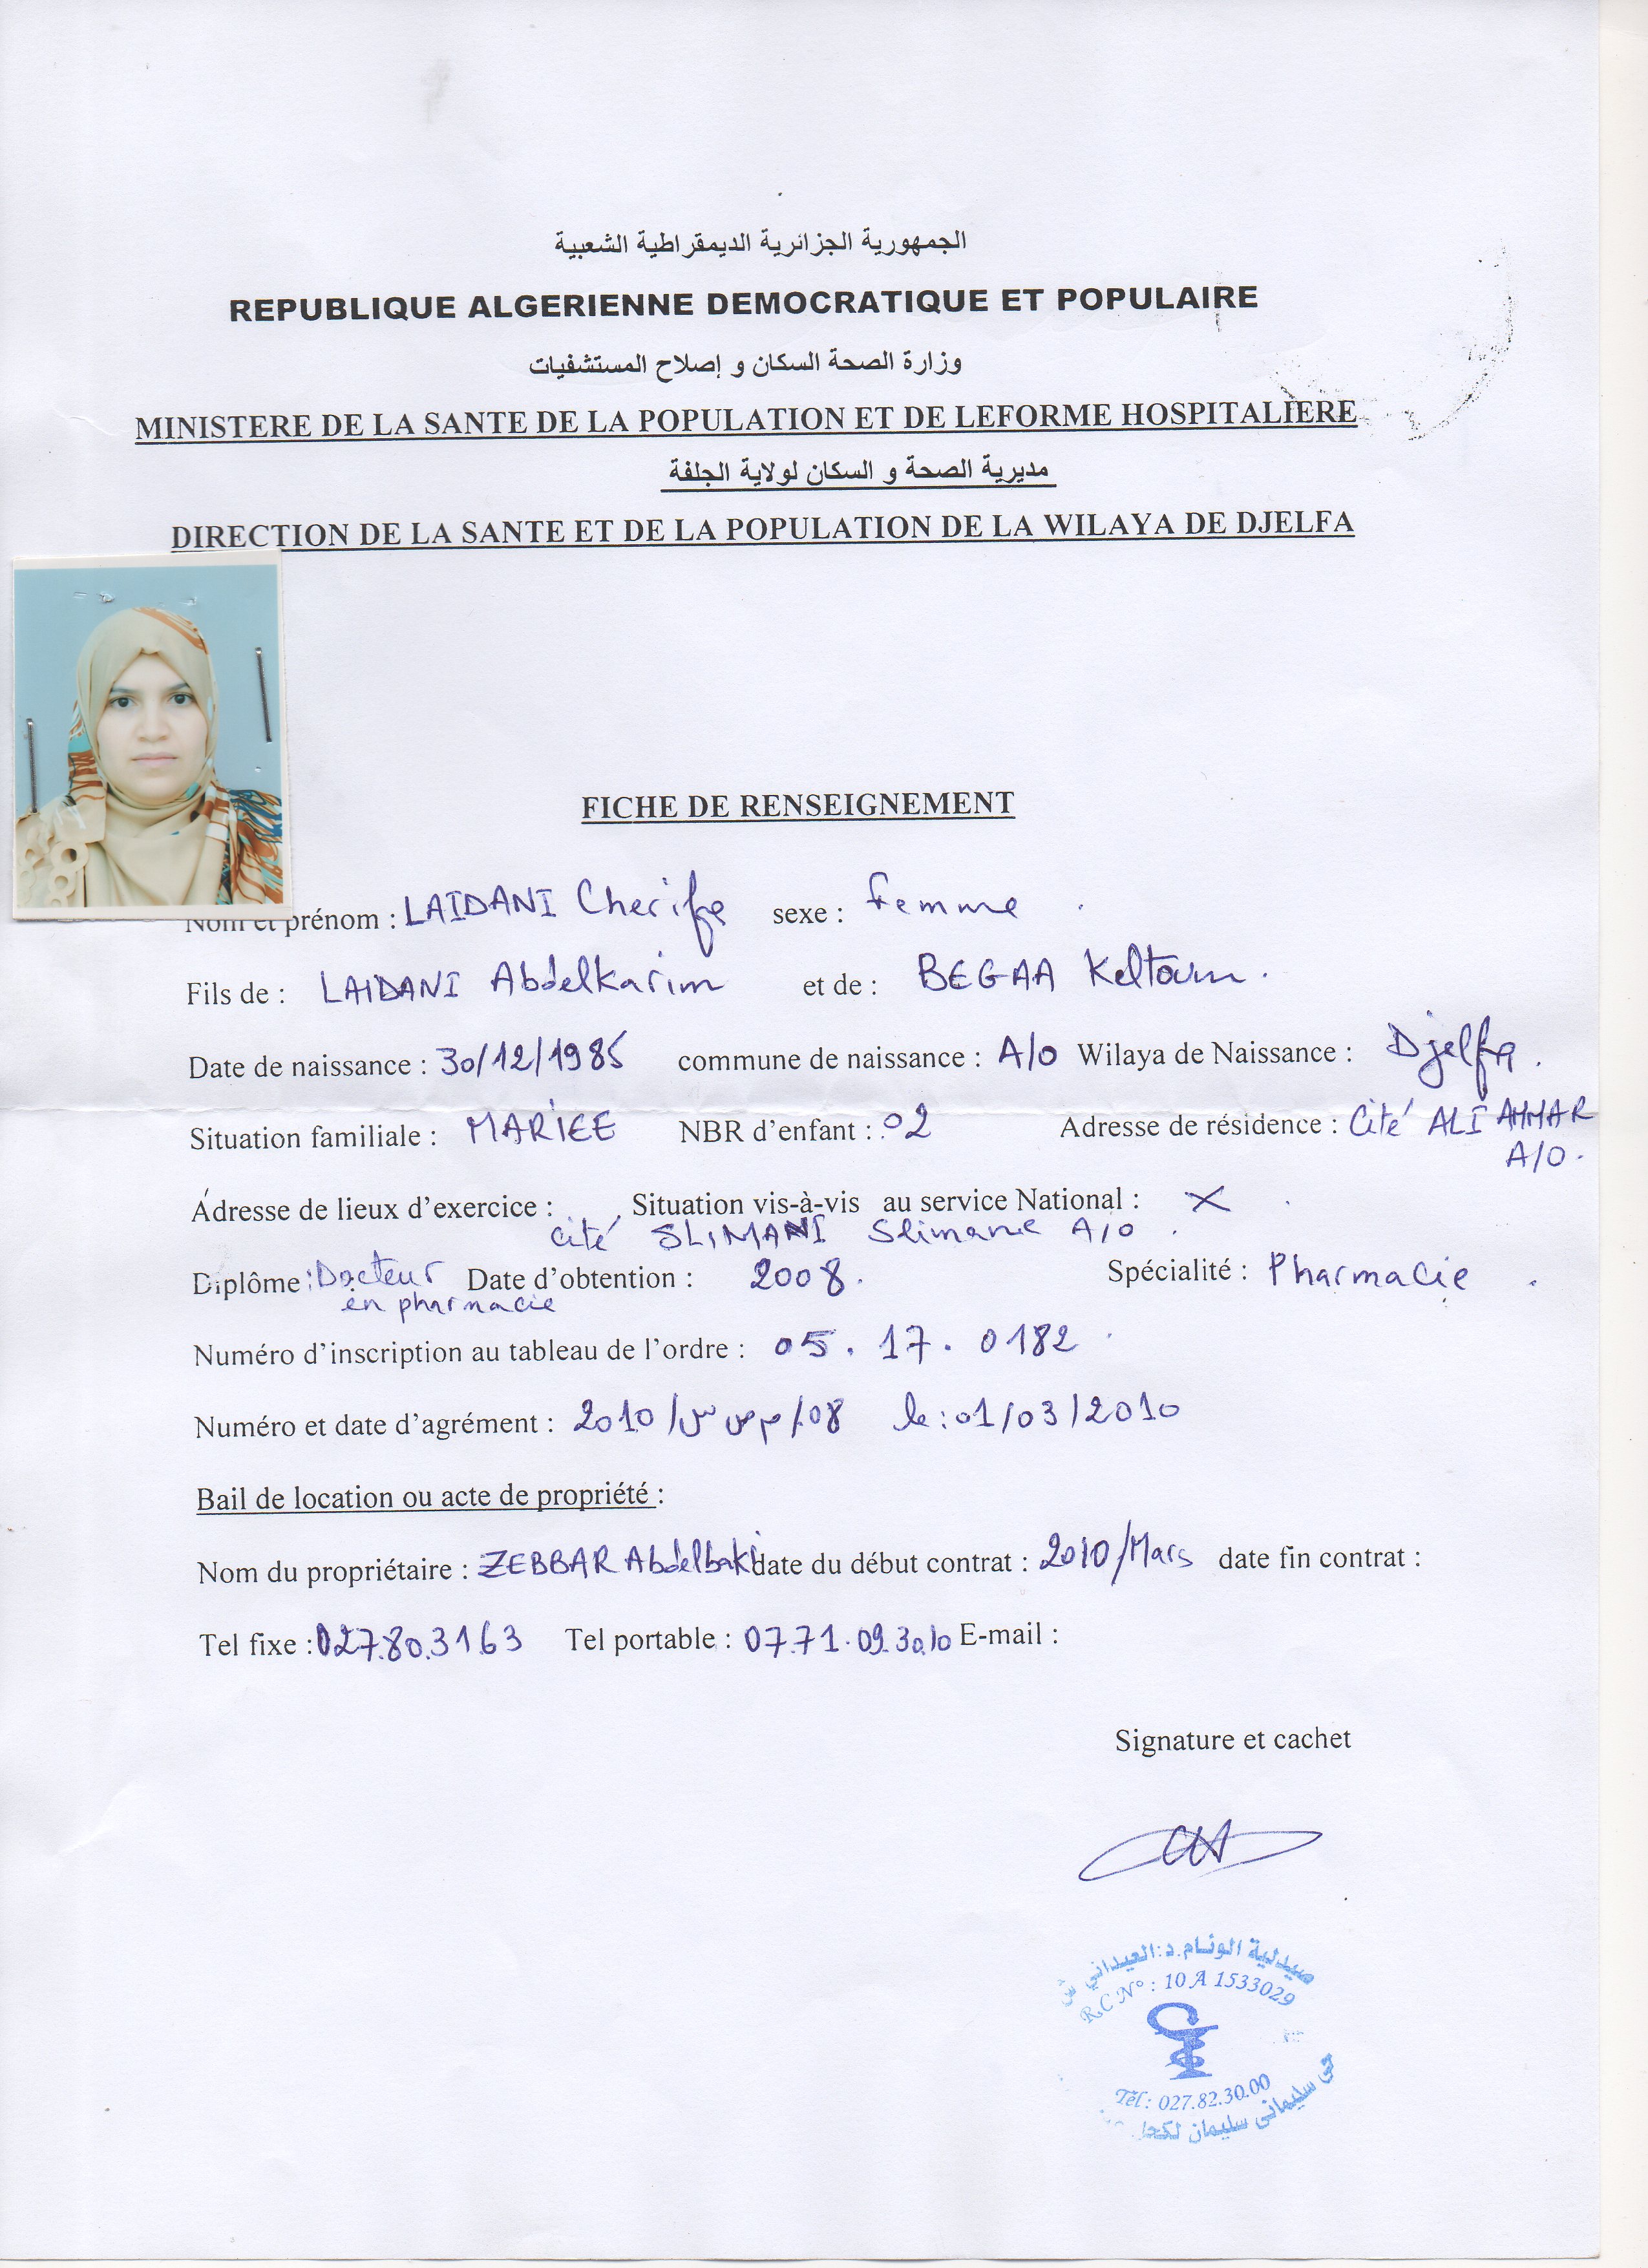 الجمهورية الجزائرية الديمقراطية الشعبية
REPUBLIQUE ALGERIENNE DEMOCRATIQUE ET POPULAIRE
وزارة الصحة السكان و إصلاح المستشفيات
MINISTERE DE LA SANTE DE LA POPULATION ET DE LEFORME HOSPITALIERE
مديرية الصحة و السكان لولاية الجلفة
DIRECTION DE LA SANTE ET DE LA POPULATION DE LA WILAYA DE DJELFA
FICHE DE RENSEIGNEMENT
Nom et prénom : LAIDANI Cherifa sexe : Femme .
Fils de : LAIDANI Abdelkarim et de : BEGAA Keltoum .
Date de naissance : 30/12/1985 commune de naissance : A/O Wilaya de Naissance : Djelfa .
Situation familiale : MARIEE NBR d'enfant : 02 Adresse de résidence : Cité ALI AMMAR
A/O .
Adresse de lieux d'exercice : Situation vis-à-vis au service National : X
cité SLIMANI Slimane A/O .
Diplôme : Docteur Date d'obtention : 2008 . Spécialité : Pharmacie .
en pharmacie
Numéro d'inscription au tableau de l'ordre : 05 . 17 . 0182
Numéro et date d'agrément : 2010 /م ص س/ 08 le : 01/03/2010
Bail de location ou acte de propriété :
Nom du propriétaire : ZEBBAR Abdelbaki date du début contrat : 2010/Mars date fin contrat :
Tel fixe : 027.80.31.63 Tel portable : 07.71.09.30.10 E-mail :
Signature et cachet
صيدلية الونام د:العيداني
R.C N° : 10 A 1533029
Tél : 027.82.30.00
حي سليماني سليمان